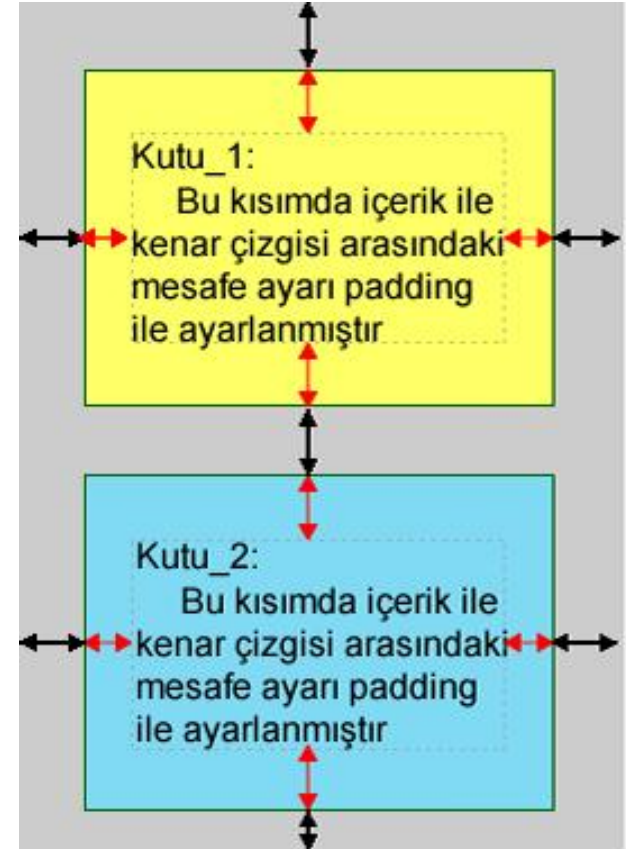 Kutu_1:
Bu kısımda içerik ile
kenar çizgisi arasındaki
mesafe ayarı padding
ile ayarlanmıştır
Kutu_2:
Bu kısımda içerik ile
kenar çizgisi arasındaki
mesafe ayarı padding
ile ayarlanmıştır